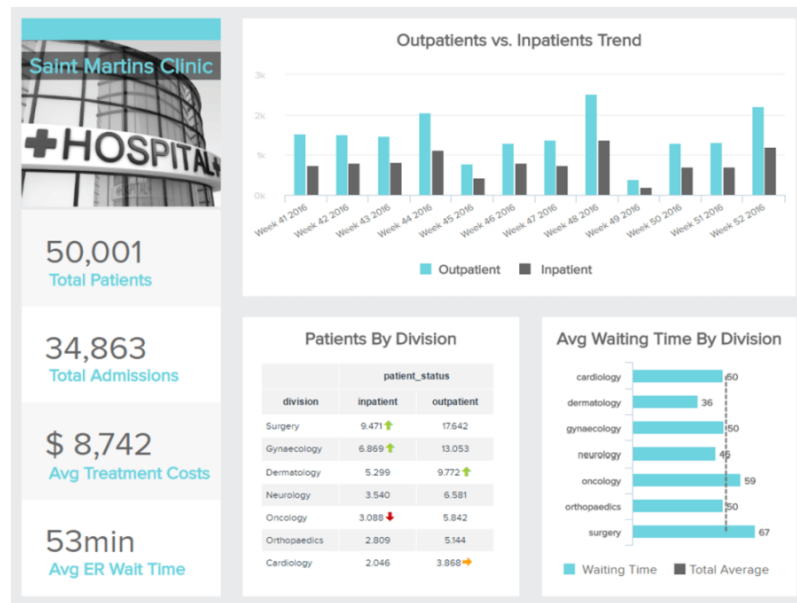 Saint Martins Clinic
HOSPITAL
50,001
Total Patients
34,863
Total Admissions
$ 8,742
Avg Treatment Costs
53min
Avg ER Wait Time
Outpatients vs. Inpatients Trend
3k
2k
1k
0k
Week 41 2016
Week 42 2016
Week 43 2016
Week 44 2016
Week 45 2016
Week 46 2016
Week 47 2016
Week 48 2016
Week 49 2016
Week 50 2016
Week 51 2016
Week 52 2016
Outpatient Inpatient
Patients By Division
patient_status
division inpatient outpatient
Surgery 9.471 17.642
Gynaecology 6.869 13.053
Dermatology 5.299 9.772
Neurology 3.540 6.581
Oncology 3.088 5.842
Orthopaedics 2.809 5.144
Cardiology 2.046 3.868
Avg Waiting Time By Division
cardiology 50
dermatology 36
gynaecology 50
neurology
oncology 59
orthopaedics 50
surgery 67
Waiting Time Total Average